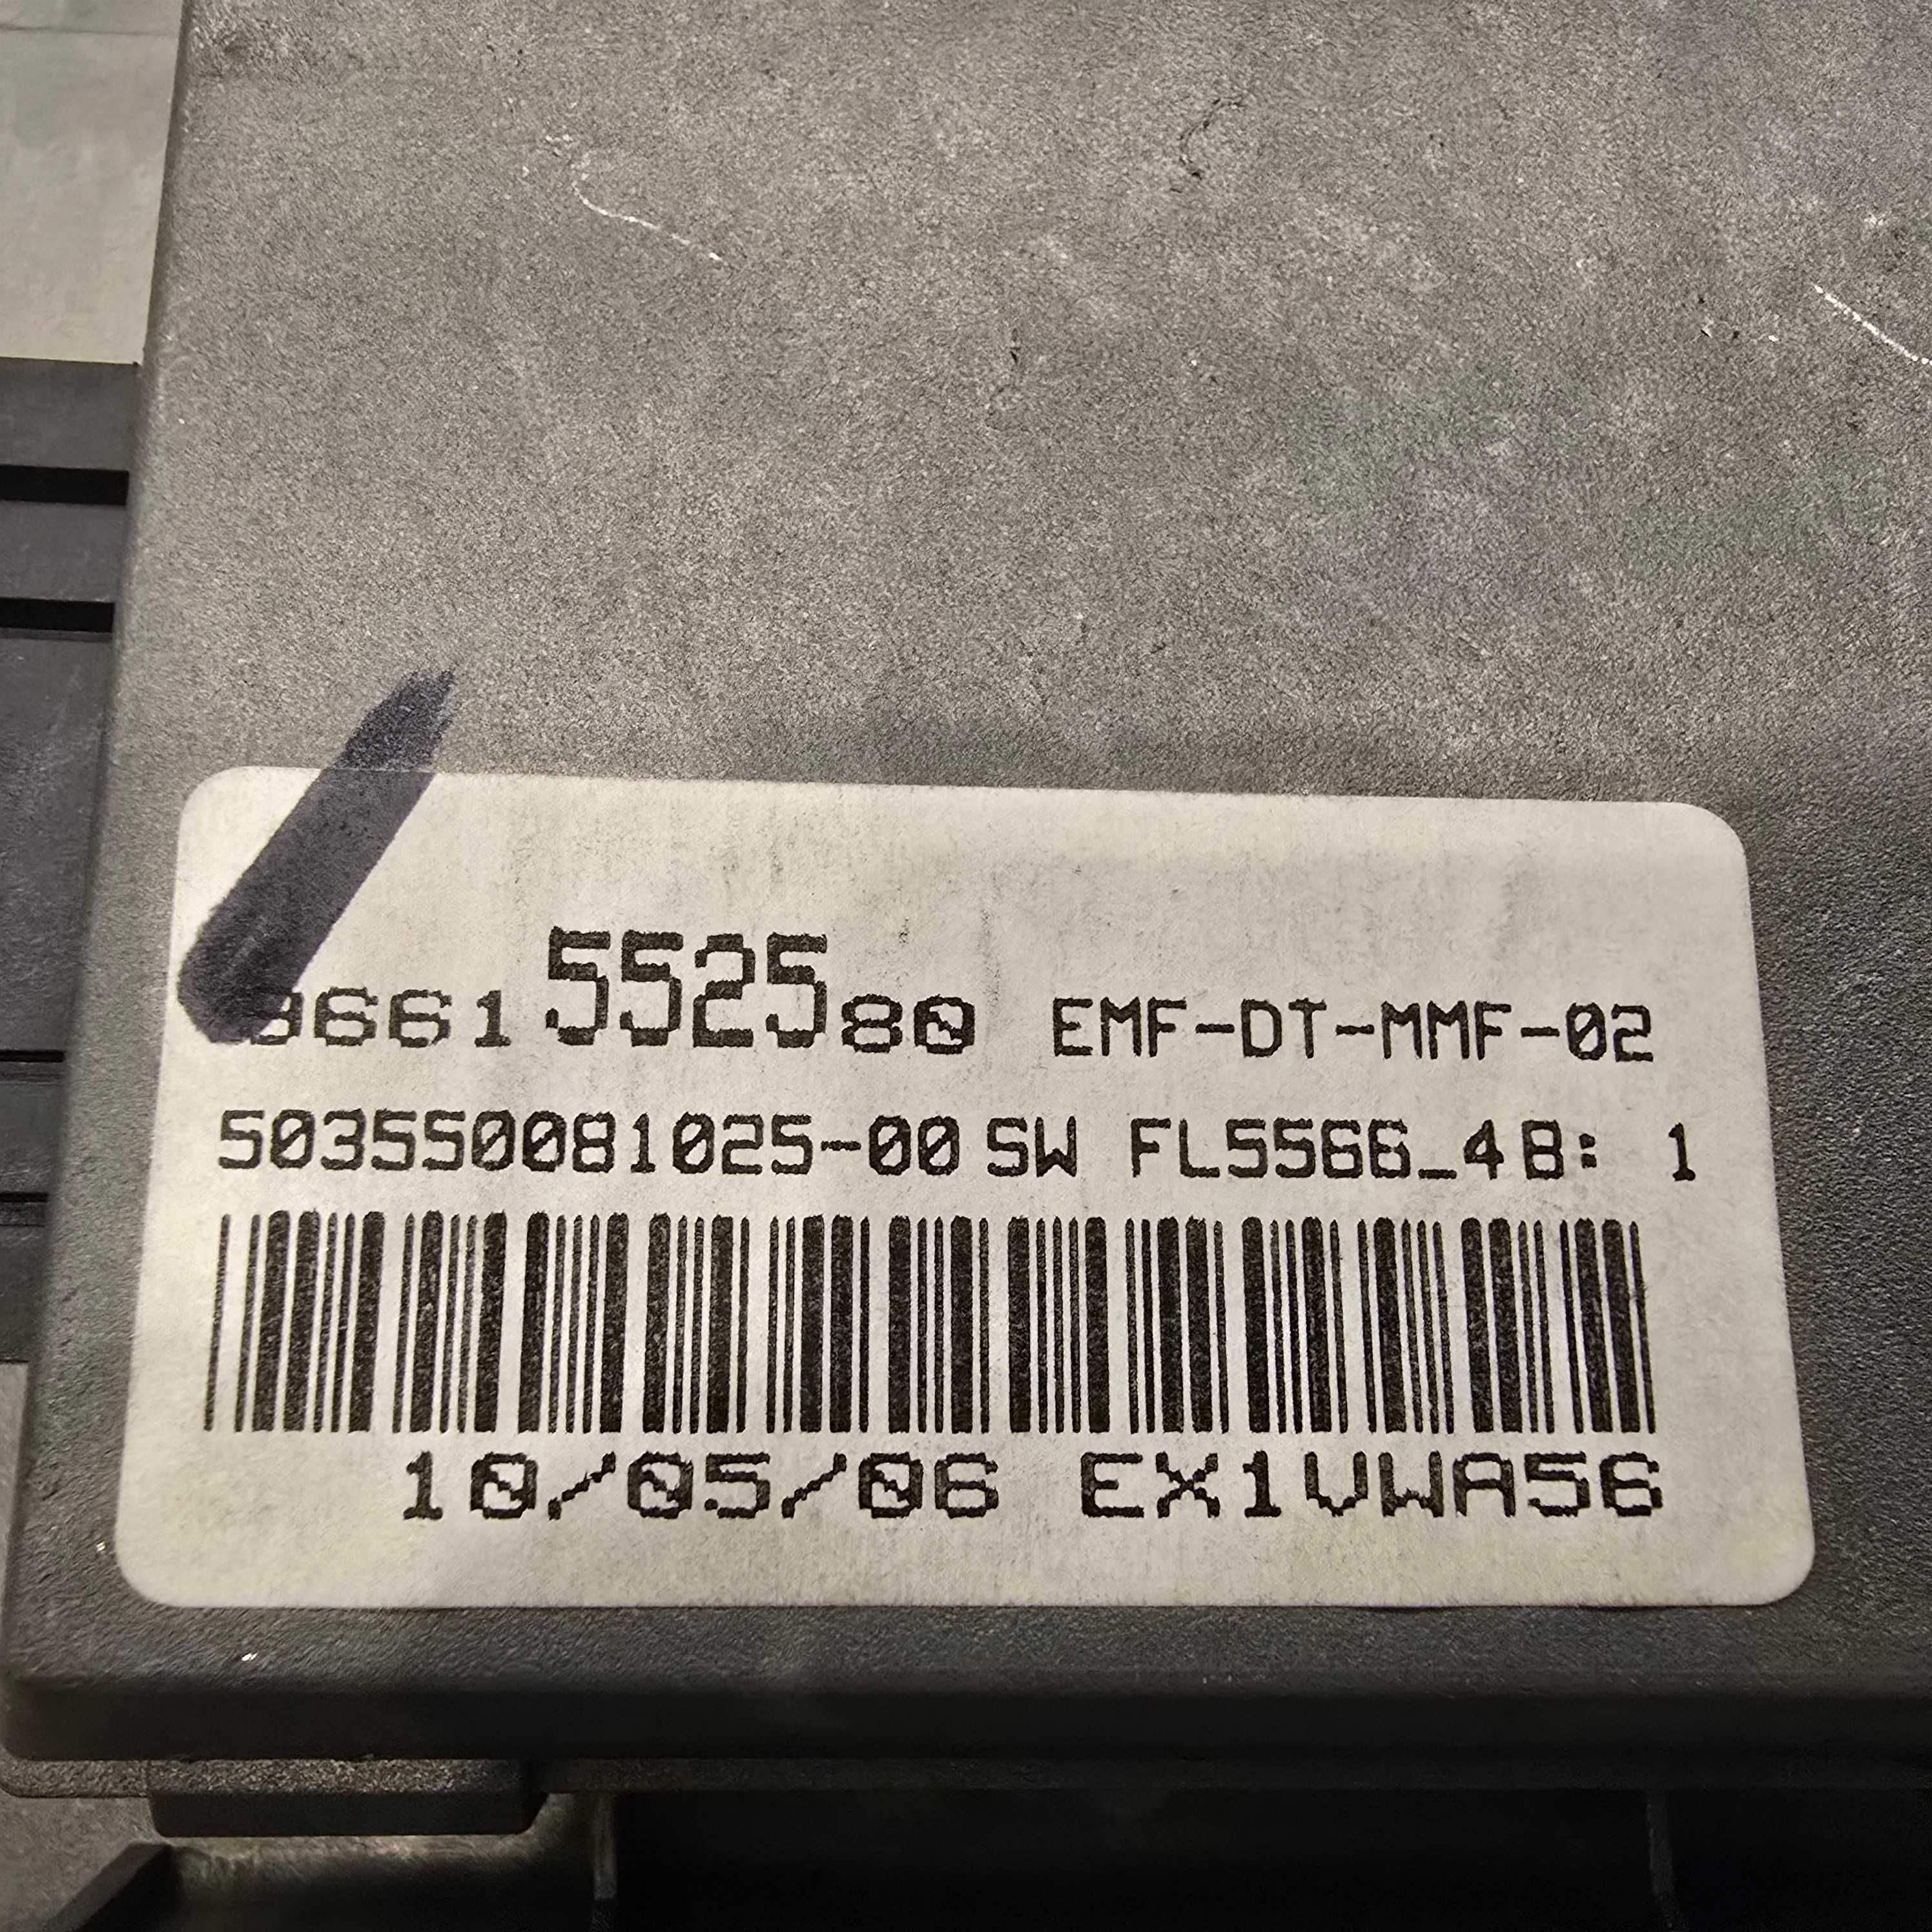 9661552580 EMF-DT-MMF-02
503550081025-00 SW FL5566_4B: 1
10/05/06 EX1VWA56